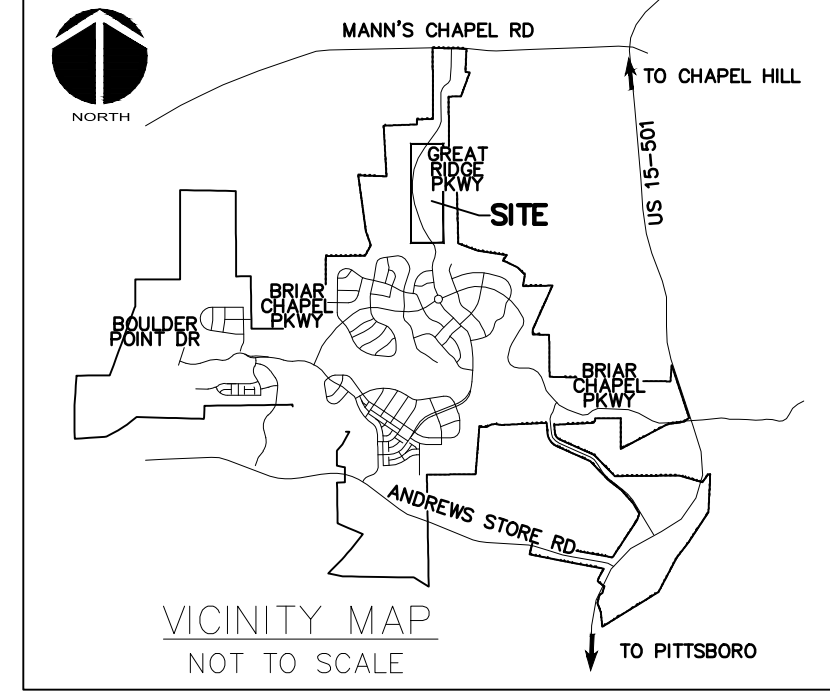 MANN'S CHAPEL RD
TO CHAPEL HILL
NORTH
US 15-501
GREAT
RIDGE
PKWY
SITE
BRIAR
CHAPEL
PKWY
BOULDER
POINT DR
BRIAR
CHAPEL
PKWY
ANDREWS STORE RD
VICINITY MAP
NOT TO SCALE
TO PITTSBORO